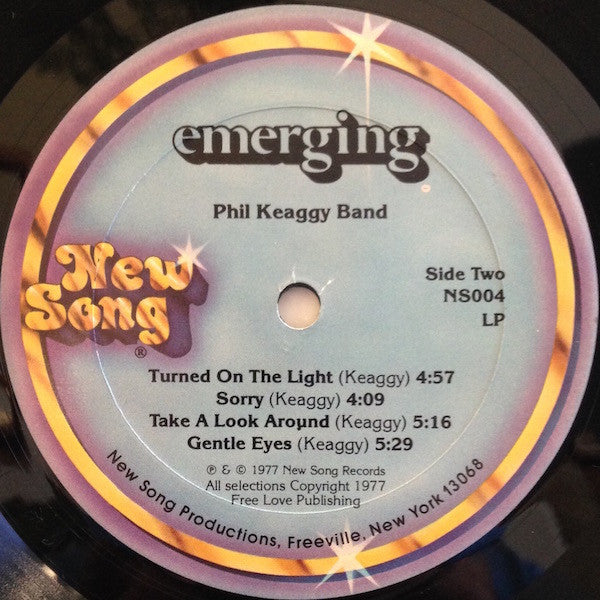 emerging
Phil Keaggy Band
New
Song
®
Side Two
NS004
LP
Turned On The Light (Keaggy) 4:57
Sorry (Keaggy) 4:09
Take A Look Around (Keaggy) 5:16
Gentle Eyes (Keaggy) 5:29
℗ & © 1977 New Song Records
All selections Copyright 1977
Free Love Publishing
New Song Productions, Freeville, New York 13068